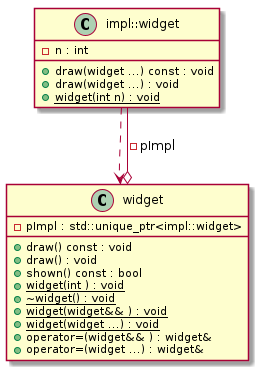 C impl::widget
n : int
draw(widget ...) const : void
draw(widget ...) : void
widget(int n) : void
pImpl
C widget
pImpl : std::unique_ptr<impl::widget>
draw() const : void
draw() : void
shown() const : bool
widget(int ) : void
~widget() : void
widget(widget&& ) : void
widget(widget ...) : void
operator=(widget&& ) : widget&
operator=(widget ...) : widget&